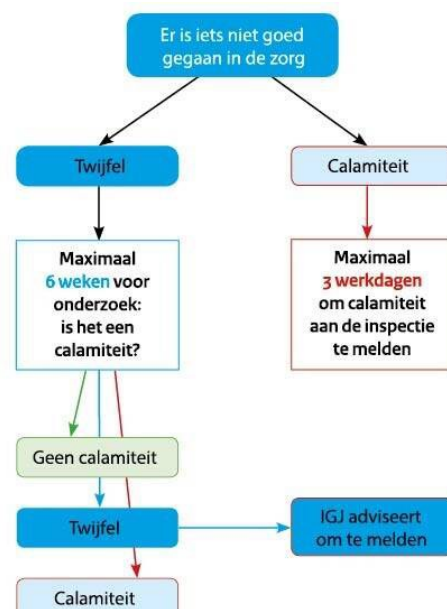 Er is iets niet goed
gegaan in de zorg
Twijfel
Calamiteit
Maximaal
6 weken voor
onderzoek:
is het een
calamiteit?
Maximaal
3 werkdagen
om calamiteit
aan de inspectie
te melden
Geen calamiteit
Twijfel
IGJ adviseert
om te melden
Calamiteit